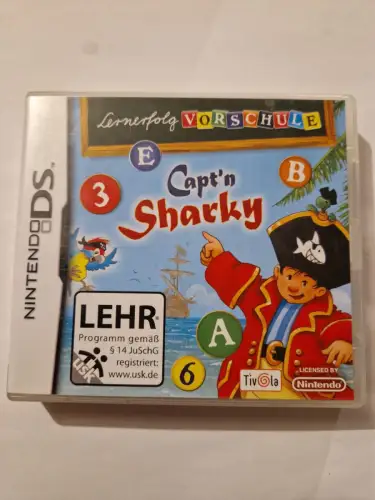 Lernerfolg VORSCHULE
NINTENDO DS
TM
E
B
3
Capt'n
Sharky
LEHR-
Programm gemäß
§ 14 JuSchG
registriert:
www.usk.de
USK
A
6
Tivola
LICENSED BY
Nintendo